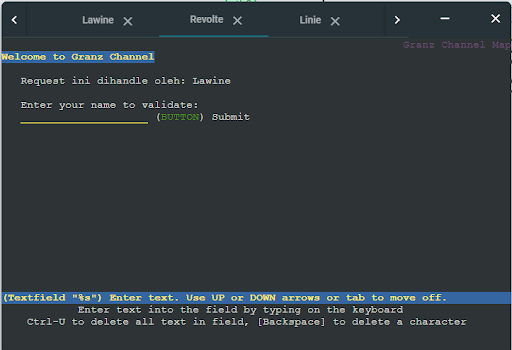 Lawine
Revolte
Linie
Granz Channel Map
Welcome to Granz Channel
Request ini dihandle oleh: Lawine
Enter your name to validate:
(BUTTON) Submit
(Textfield "%s") Enter text. Use UP or DOWN arrows or tab to move off.
Enter text into the field by typing on the keyboard
Ctrl-U to delete all text in field, [Backspace] to delete a character